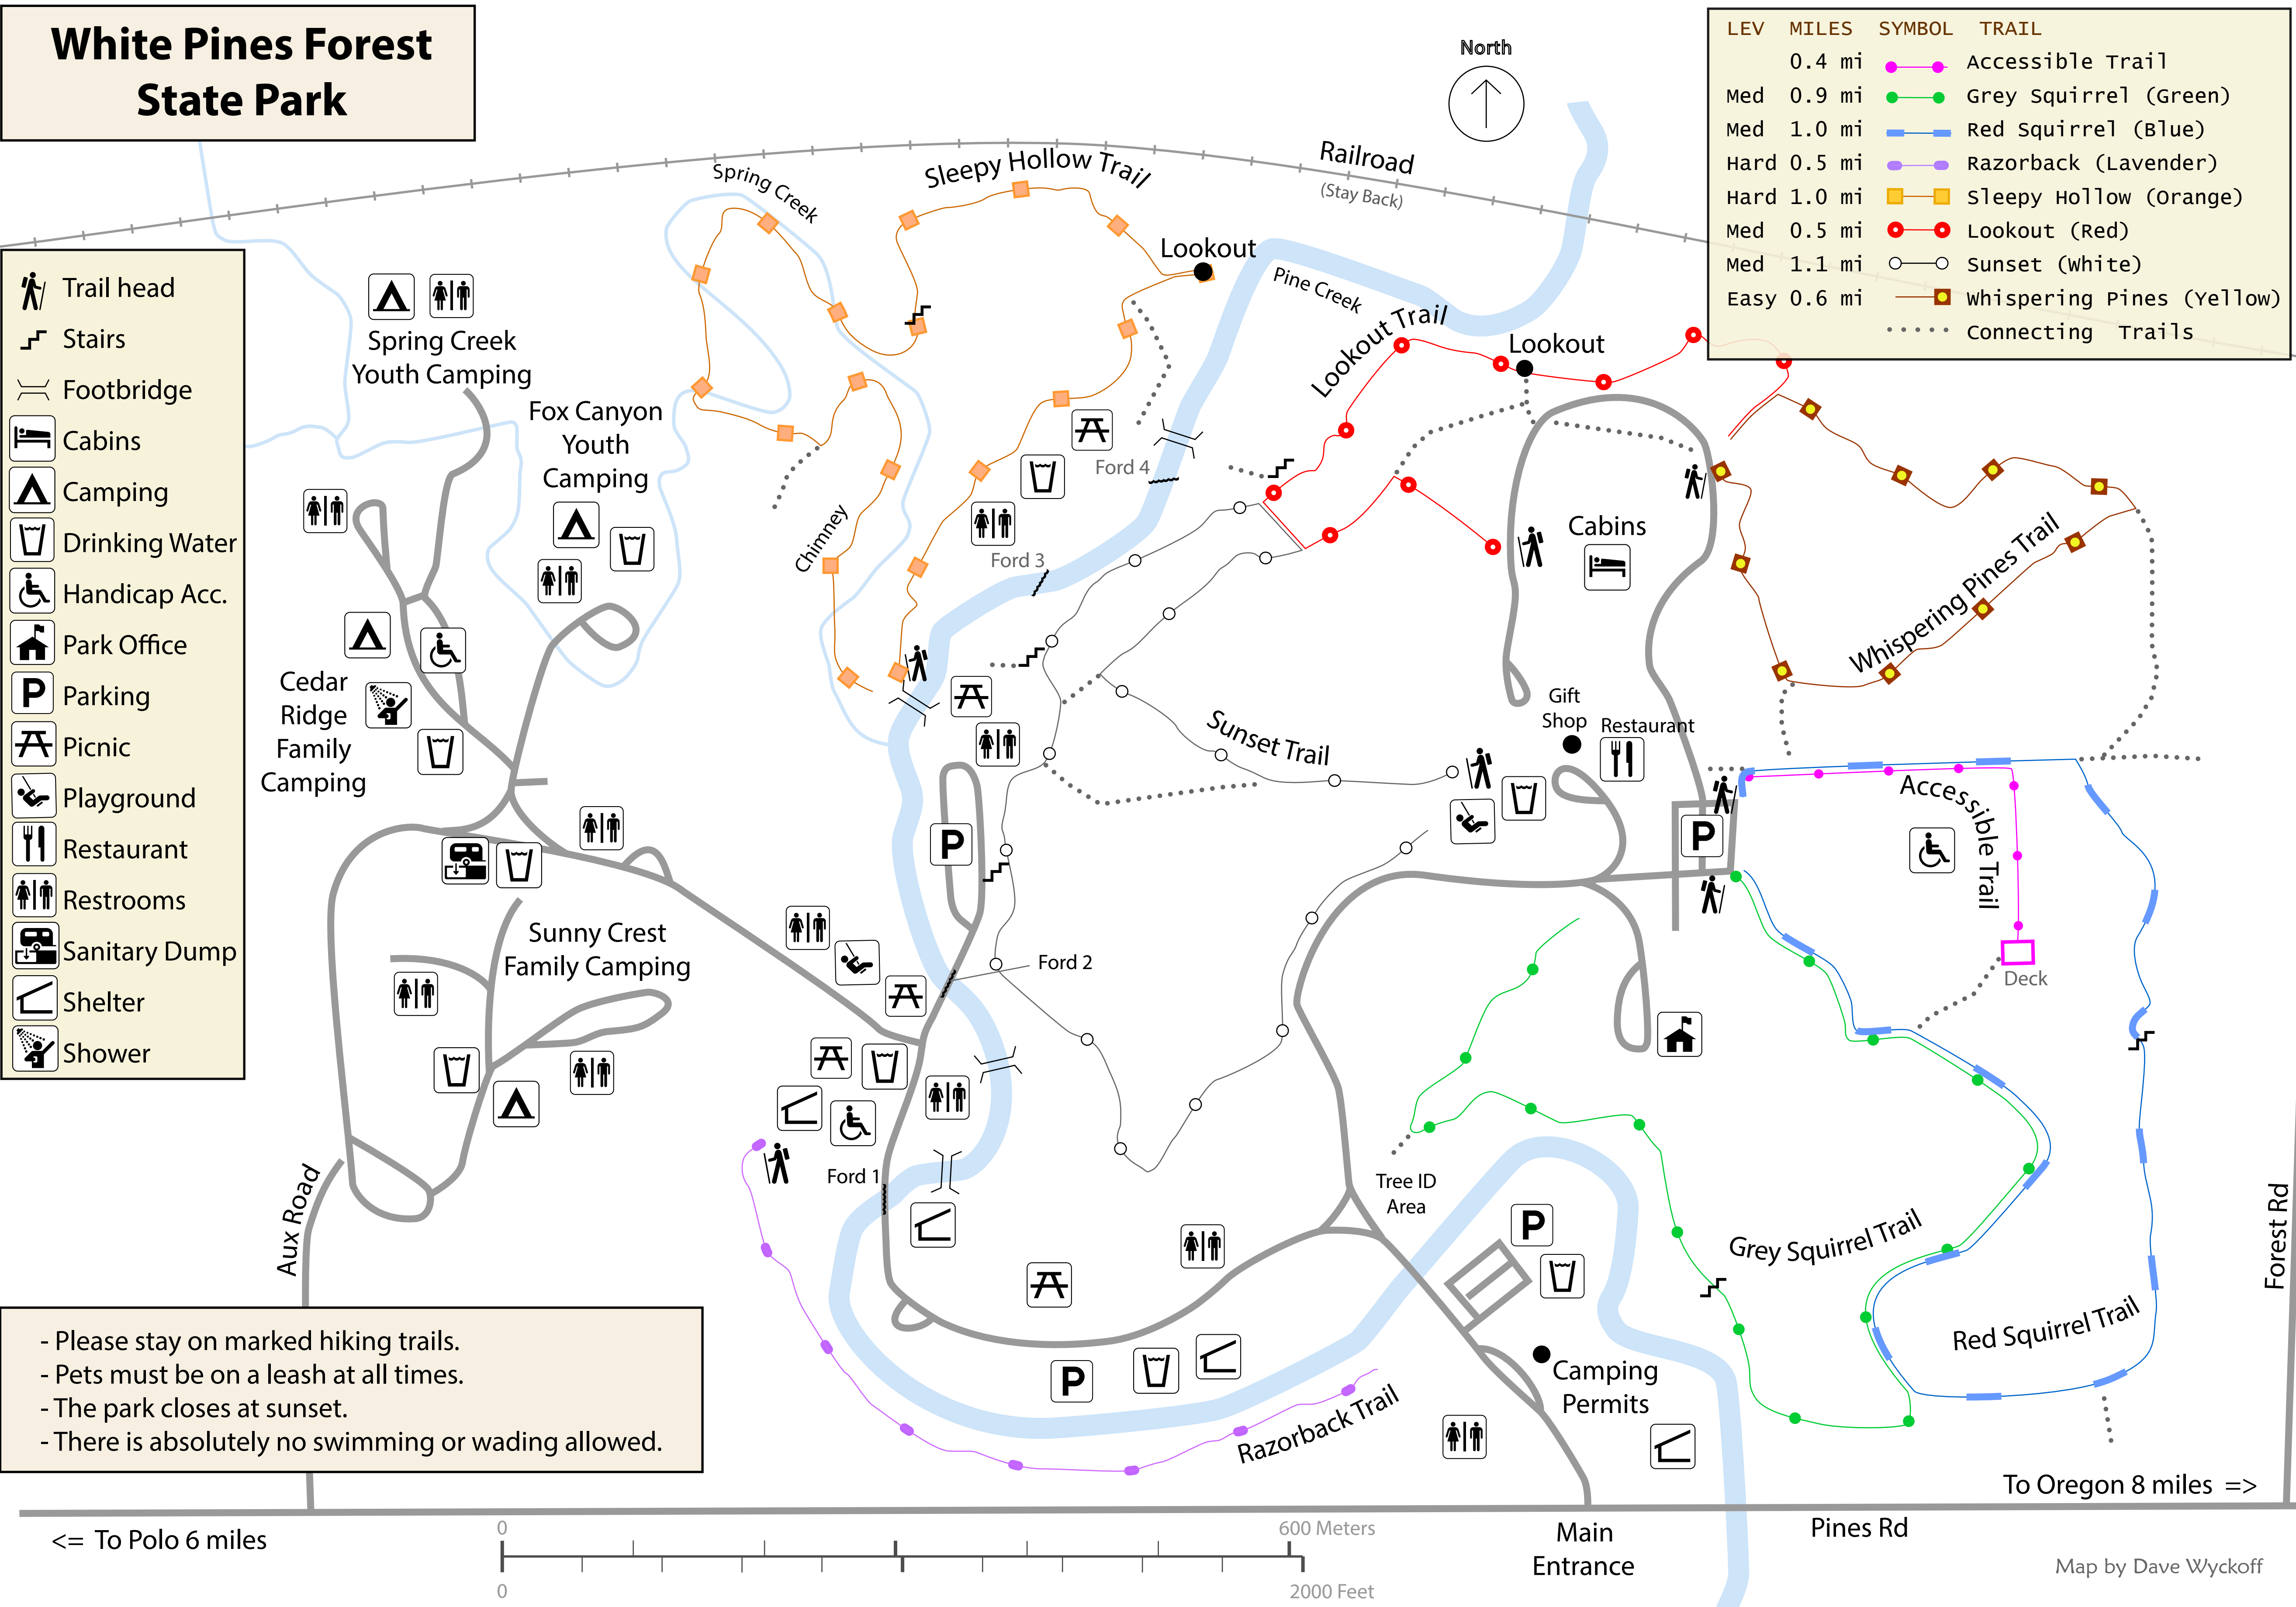 White Pines Forest
State Park
North
LEV MILES SYMBOL TRAIL
0.4 mi Accessible Trail
Med 0.9 mi Grey Squirrel (Green)
Med 1.0 mi Red Squirrel (Blue)
Hard 0.5 mi Razorback (Lavender)
Hard 1.0 mi Sleepy Hollow (Orange)
Med 0.5 mi Lookout (Red)
Med 1.1 mi Sunset (White)
Easy 0.6 mi Whispering Pines (Yellow)
Connecting Trails
Railroad
(Stay Back)
Spring Creek
Sleepy Hollow Trail
Lookout
Pine Creek
Lookout Trail
Lookout
Trail head
Stairs
Footbridge
Cabins
Camping
Drinking Water
Handicap Acc.
Park Office
P
Parking
Picnic
Playground
Restaurant
Restrooms
Sanitary Dump
Shelter
Shower
Spring Creek
Youth Camping
Fox Canyon
Youth
Camping
Chimney
Ford 4
Ford 3
Cabins
Whispering Pines Trail
Cedar
Ridge
Family
Camping
Sunset Trail
Gift
Shop
Restaurant
P
P
Accessible Trail
Deck
Sunny Crest
Family Camping
Ford 2
Ford 1
Tree ID
Area
P
Grey Squirrel Trail
Red Squirrel Trail
Forest Rd
Aux Road
P
Razorback Trail
Camping
Permits
- Please stay on marked hiking trails.
- Pets must be on a leash at all times.
- The park closes at sunset.
- There is absolutely no swimming or wading allowed.
To Oregon 8 miles =>
<= To Polo 6 miles
0 600 Meters
0 2000 Feet
Main
Entrance
Pines Rd
Map by Dave Wyckoff